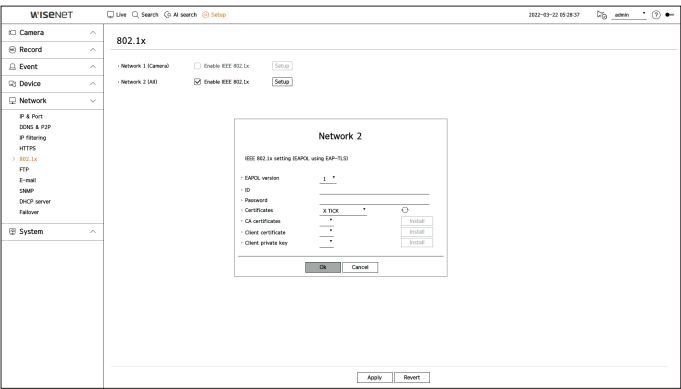 WISENET
Live Search AI search Setup
2022-03-22 05:28:37 admin ?
Camera
Record
Event
Device
Network
IP & Port
DDNS & P2P
IP filtering
HTTPS
> 802.1x
FTP
E-mail
SNMP
DHCP server
Failover
System
802.1x
• Network 1 (Camera) Enable IEEE 802.1x Setup
• Network 2 (All) Enable IEEE 802.1x Setup
Network 2
IEEE 802.1x setting (EAPOL using EAP-TLS)
• EAPOL version 1
• ID
• Password
• Certificates X TICK
• CA certificates Install
• Client certificate Install
• Client private key Install
Ok Cancel
Apply Revert